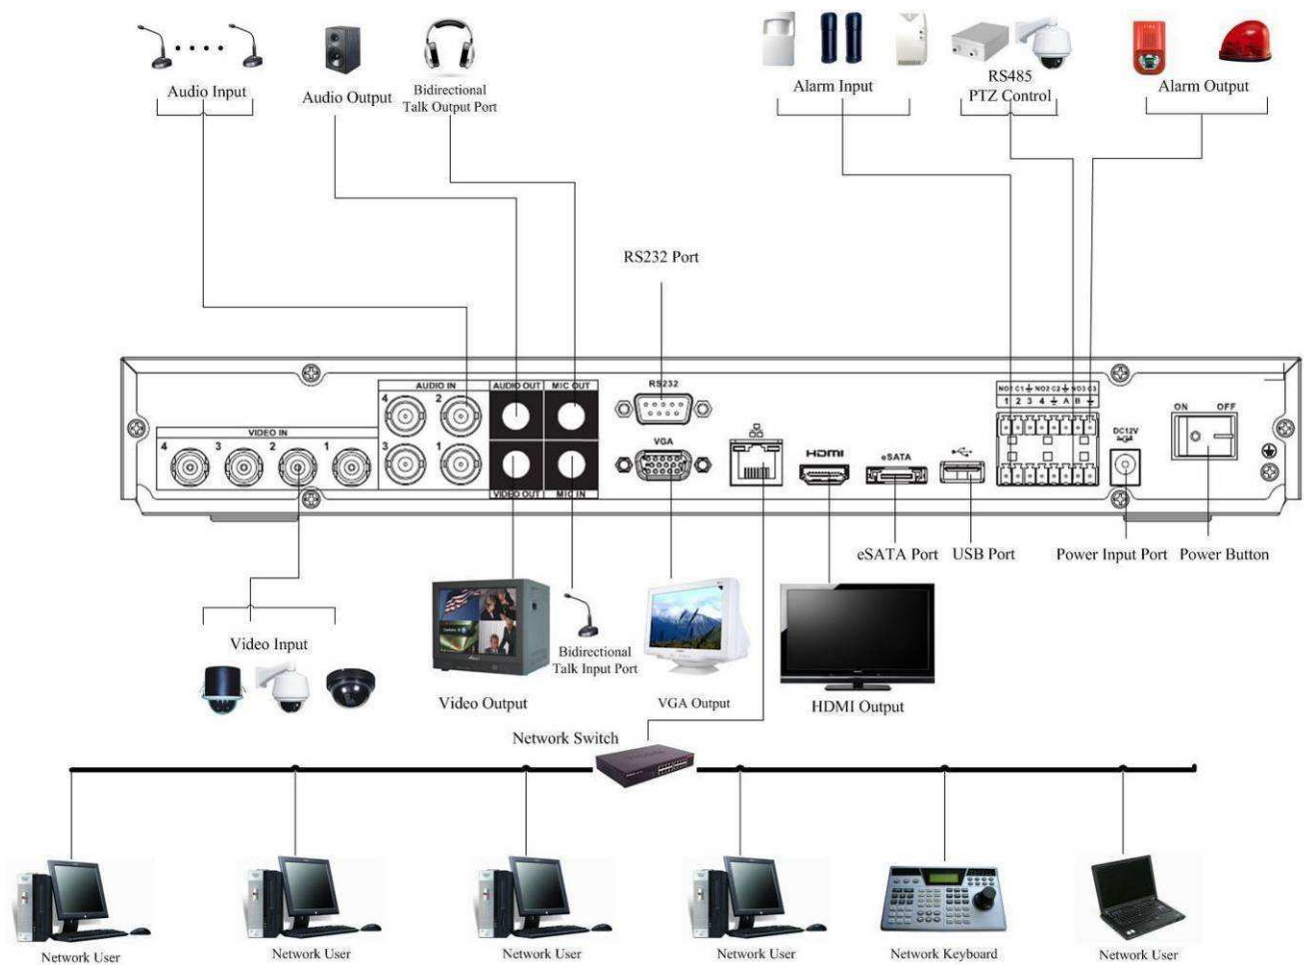 Audio Input
Audio Output
Bidirectional
Talk Output Port
Alarm Input
RS485
PTZ Control
Alarm Output
RS232 Port
AUDIO IN
AUDIO OUT
MIC OUT
RS232
NO1 C1 NO2 C2 NO3 C3
1 2 3 4 A B
ON OFF
4 2
VIDEO IN
4 3 2 1
3 1
VGA
HDMI
eSATA
DC12V
VIDEO OUT
MIC IN
eSATA Port
USB Port
Power Input Port
Power Button
Video Input
Bidirectional
Talk Input Port
Video Output
VGA Output
HDMI Output
Network Switch
Network User
Network User
Network User
Network User
Network Keyboard
Network User